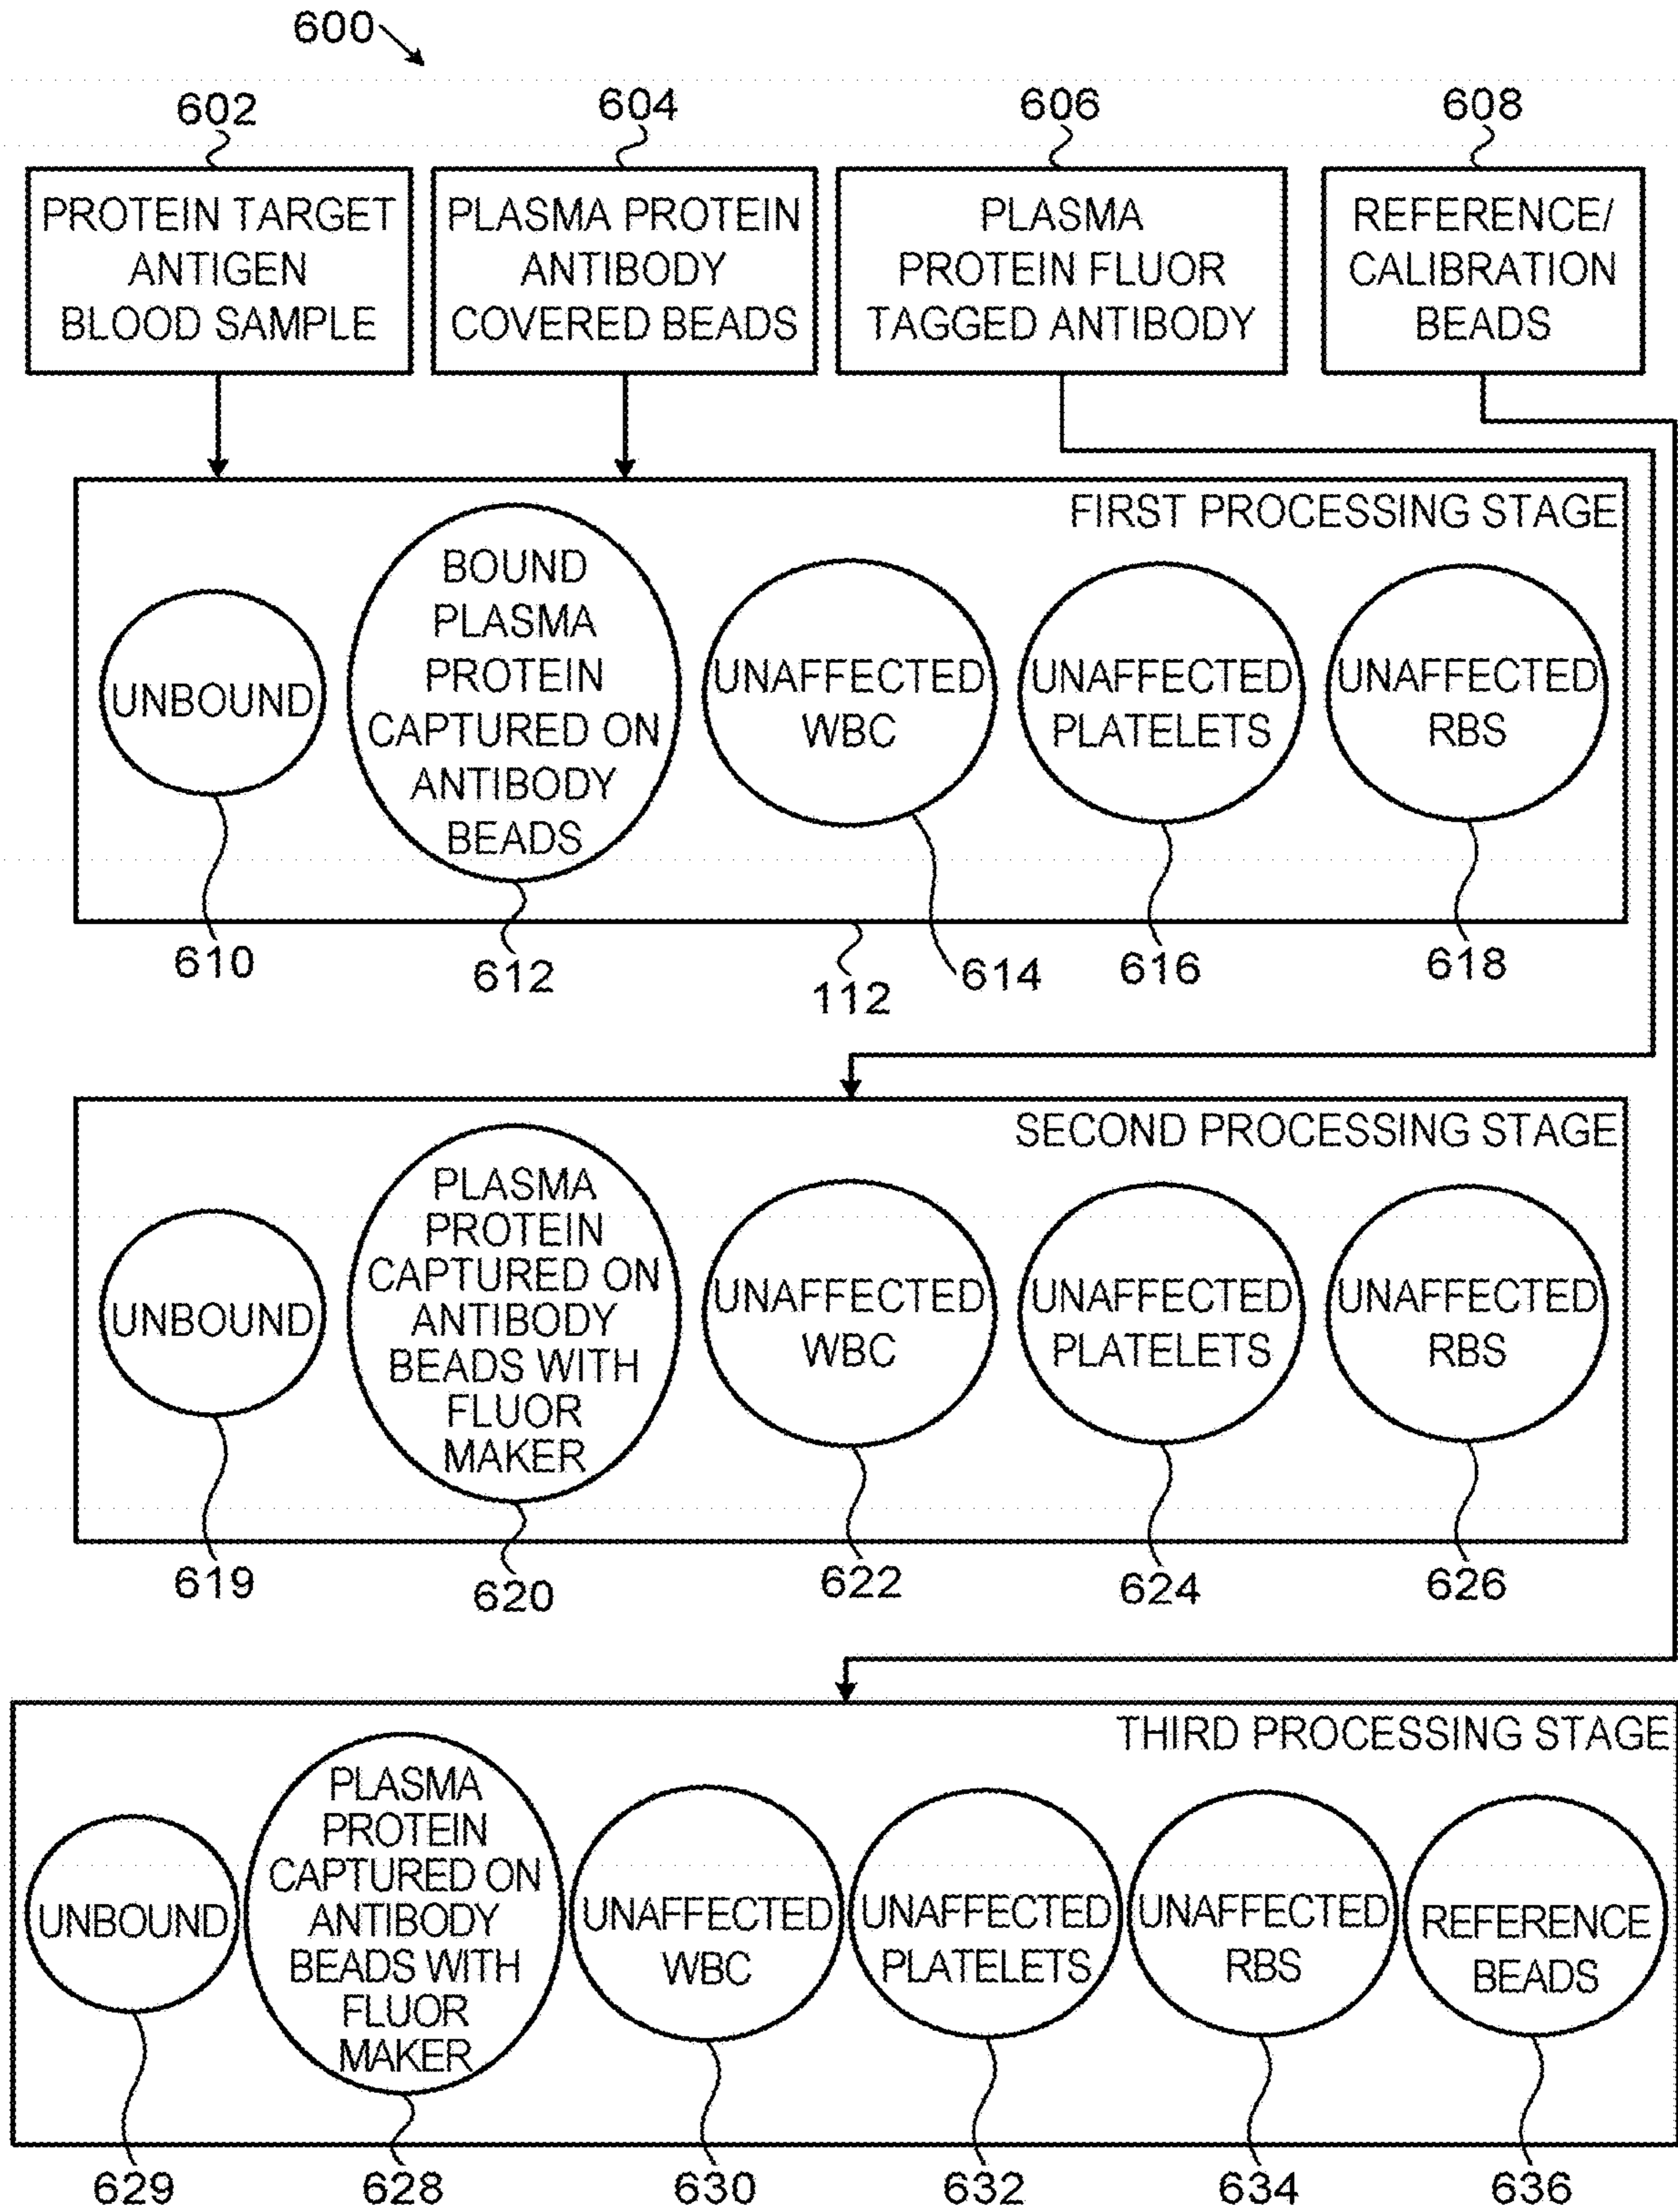 600
602
604
606
608
PROTEIN TARGET
ANTIGEN
BLOOD SAMPLE
PLASMA PROTEIN
ANTIBODY
COVERED BEADS
PLASMA
PROTEIN FLUOR
TAGGED ANTIBODY
REFERENCE/
CALIBRATION
BEADS
FIRST PROCESSING STAGE
UNBOUND
BOUND
PLASMA
PROTEIN
CAPTURED ON
ANTIBODY
BEADS
UNAFFECTED
WBC
UNAFFECTED
PLATELETS
UNAFFECTED
RBS
610
612
112
614
616
618
SECOND PROCESSING STAGE
UNBOUND
PLASMA
PROTEIN
CAPTURED ON
ANTIBODY
BEADS WITH
FLUOR
MAKER
UNAFFECTED
WBC
UNAFFECTED
PLATELETS
UNAFFECTED
RBS
619
620
622
624
626
THIRD PROCESSING STAGE
UNBOUND
PLASMA
PROTEIN
CAPTURED ON
ANTIBODY
BEADS WITH
FLUOR
MAKER
UNAFFECTED
WBC
UNAFFECTED
PLATELETS
UNAFFECTED
RBS
REFERENCE
BEADS
629
628
630
632
634
636